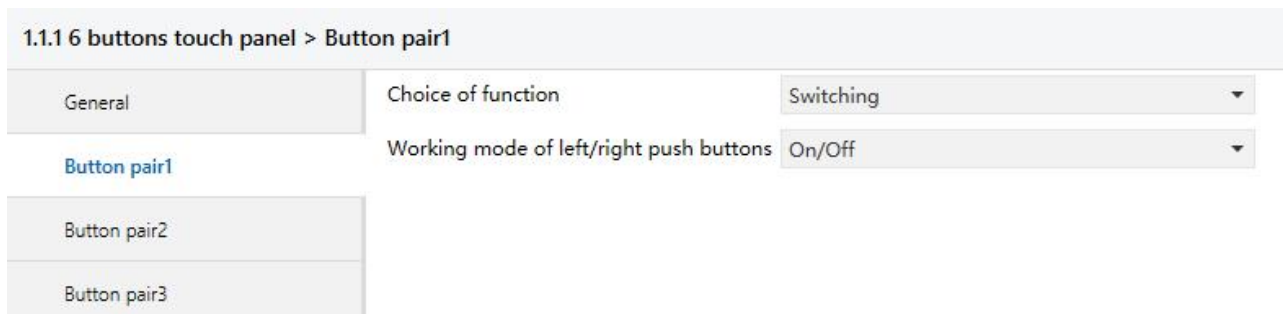 1.1.1 6 buttons touch panel > Button pair1
General
Choice of function Switching
Button pair1
Working mode of left/right push buttons On/Off
Button pair2
Button pair3